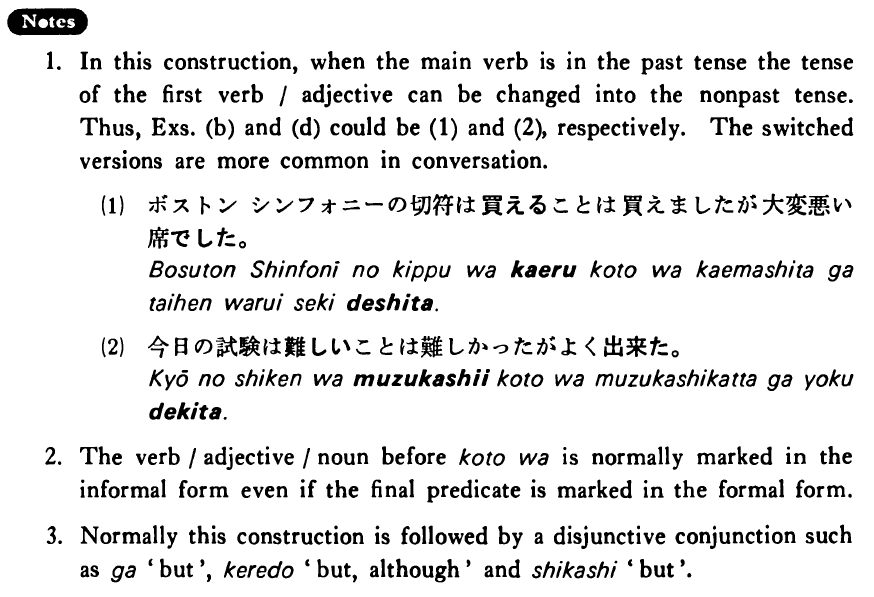 Notes
1. In this construction, when the main verb is in the past tense the tense
of the first verb / adjective can be changed into the nonpast tense.
Thus, Exs. (b) and (d) could be (1) and (2), respectively. The switched
versions are more common in conversation.
(1) ボストン シンフォニーの切符は買えることは買えましたが大変悪い
席でした。
Bosuton Shinfonī no kippu wa kaeru koto wa kaemashita ga
taihen warui seki deshita.
(2) 今日の試験は難しいことは難しかったがよく出来た。
Kyō no shiken wa muzukashii koto wa muzukashikatta ga yoku
dekita.
2. The verb / adjective / noun before koto wa is normally marked in the
informal form even if the final predicate is marked in the formal form.
3. Normally this construction is followed by a disjunctive conjunction such
as ga ‘but’, keredo ‘but, although’ and shikashi ‘but’.